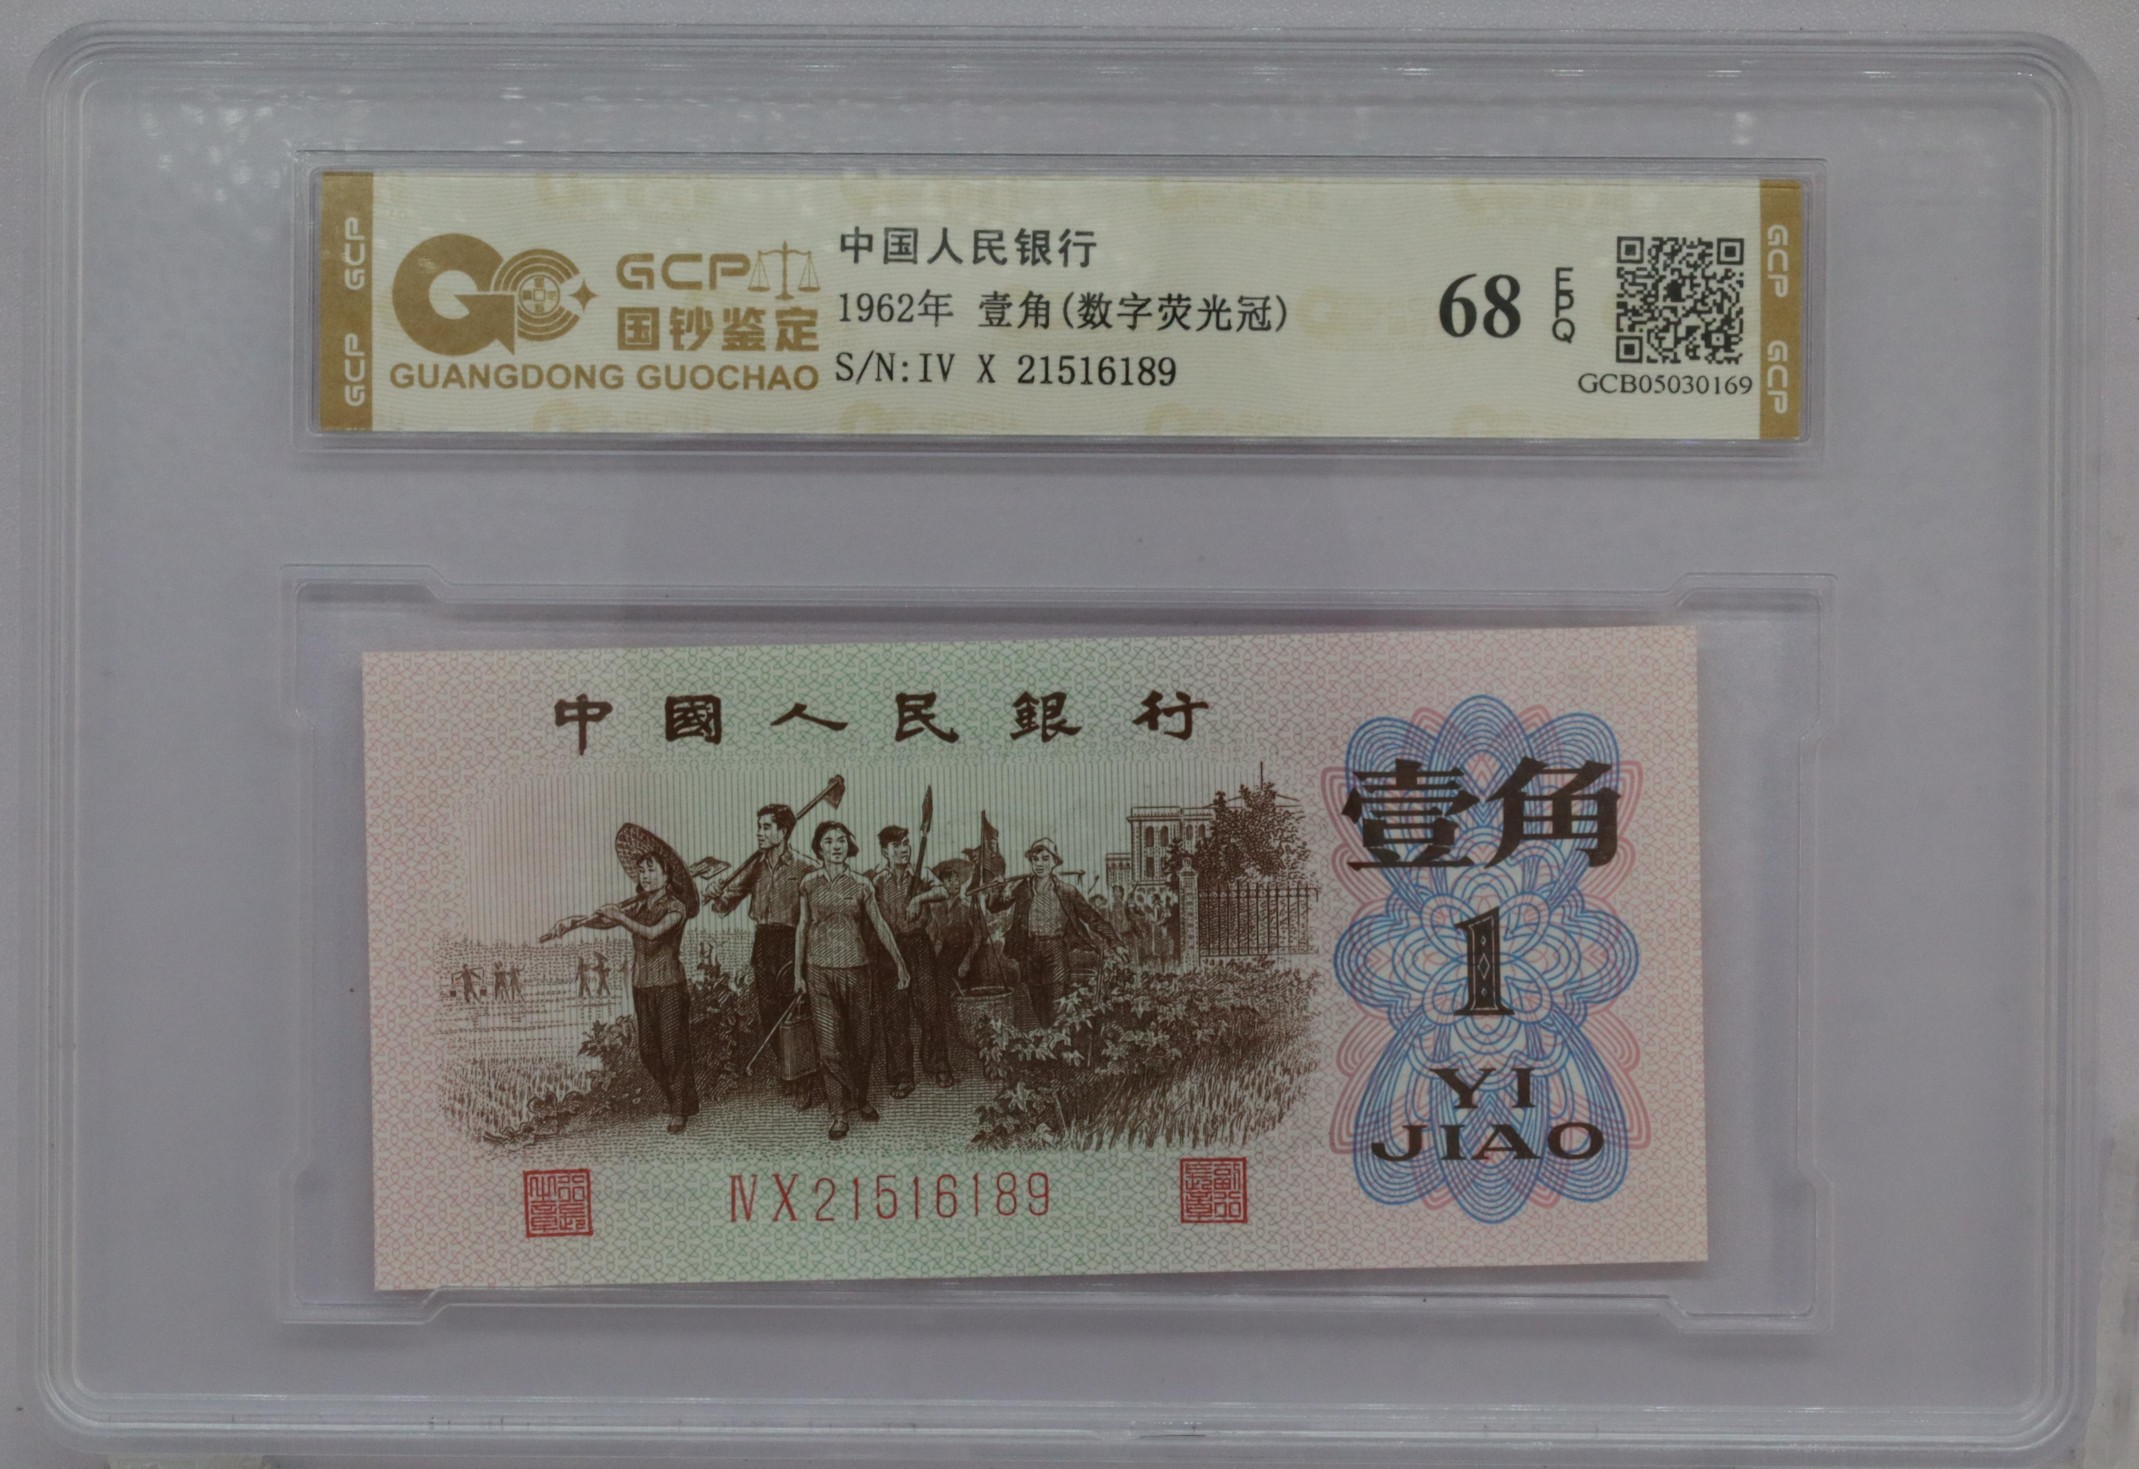 GCP
GCP
GCP
国钞鉴定
GUANGDONG GUOCHAO
中国人民银行
1962年 壹角(数字荧光冠)
S/N:IV X 21516189
68
EPQ
GCB05030169
GCP
GCP
中國人民銀行
壹角
1
YI
JIAO
IV X 21516189